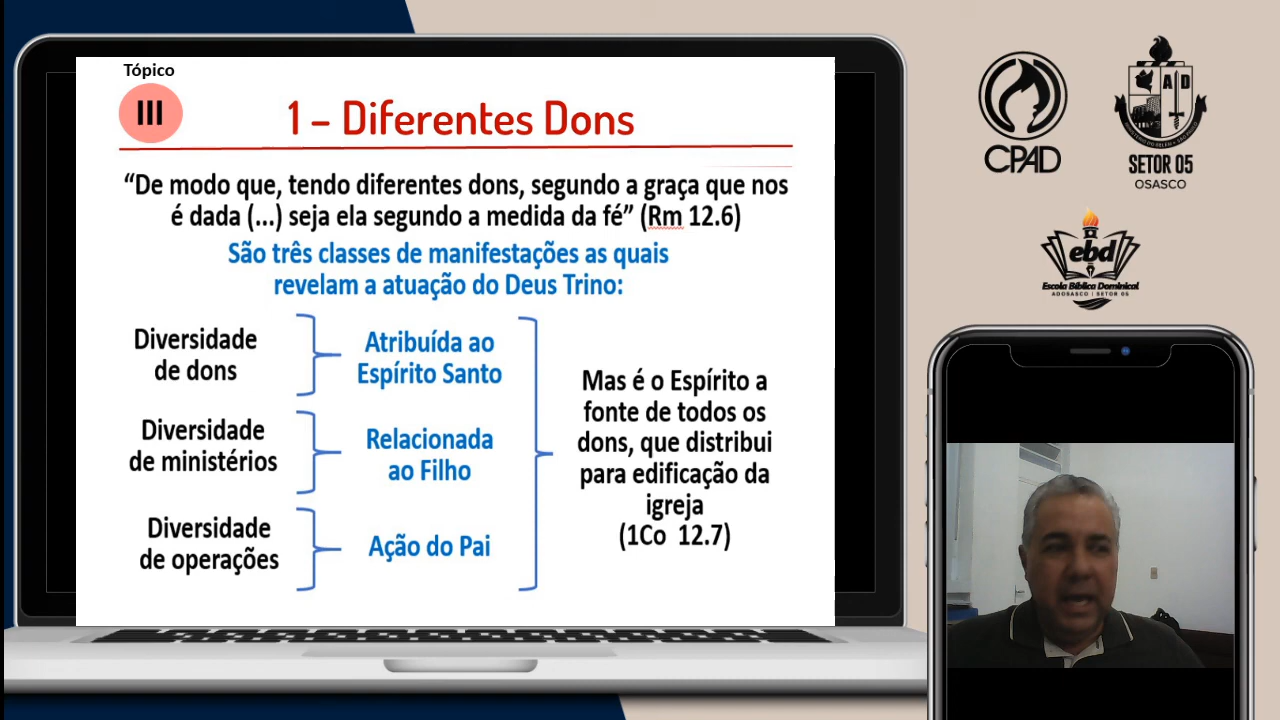 Tópico
III
1 – Diferentes Dons
“De modo que, tendo diferentes dons, segundo a graça que nos
é dada (...) seja ela segundo a medida da fé” (Rm 12.6)
São três classes de manifestações as quais
revelam a atuação do Deus Trino:
Diversidade
de dons
Atribuída ao
Espírito Santo
Diversidade
de ministérios
Relacionada
ao Filho
Diversidade
de operações
Ação do Pai
Mas é o Espírito a
fonte de todos os
dons, que distribui
para edificação da
igreja
(1Co 12.7)
CPAD
A D
SETOR 05
OSASCO
ebd
Escola Bíblica Dominical
ADOSASCO | SETOR 05